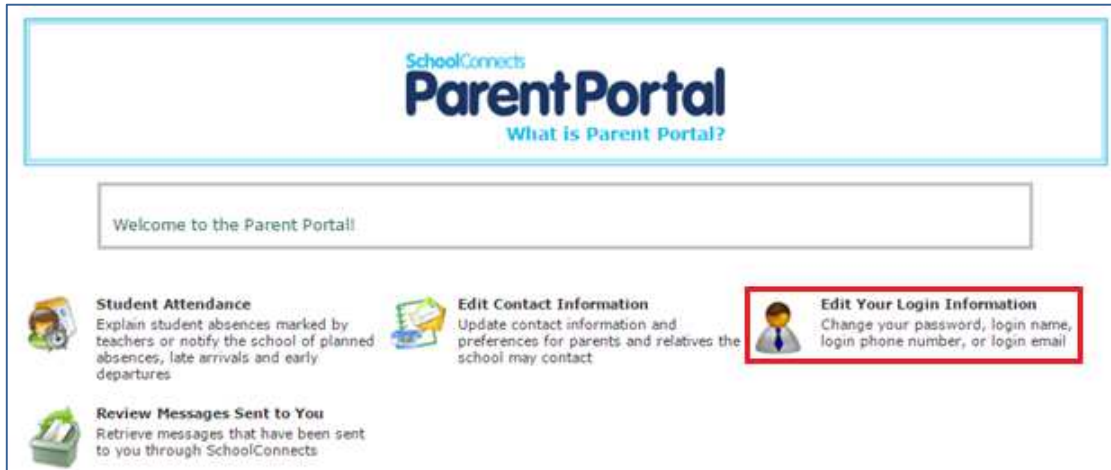 SchoolConnects
Parent Portal
What is Parent Portal?
Welcome to the Parent Portal!
Student Attendance
Explain student absences marked by
teachers or notify the school of planned
absences, late arrivals and early
departures
Edit Contact Information
Update contact information and
preferences for parents and relatives the
school may contact
Edit Your Login Information
Change your password, login name,
login phone number, or login email
Review Messages Sent to You
Retrieve messages that have been sent
to you through SchoolConnects